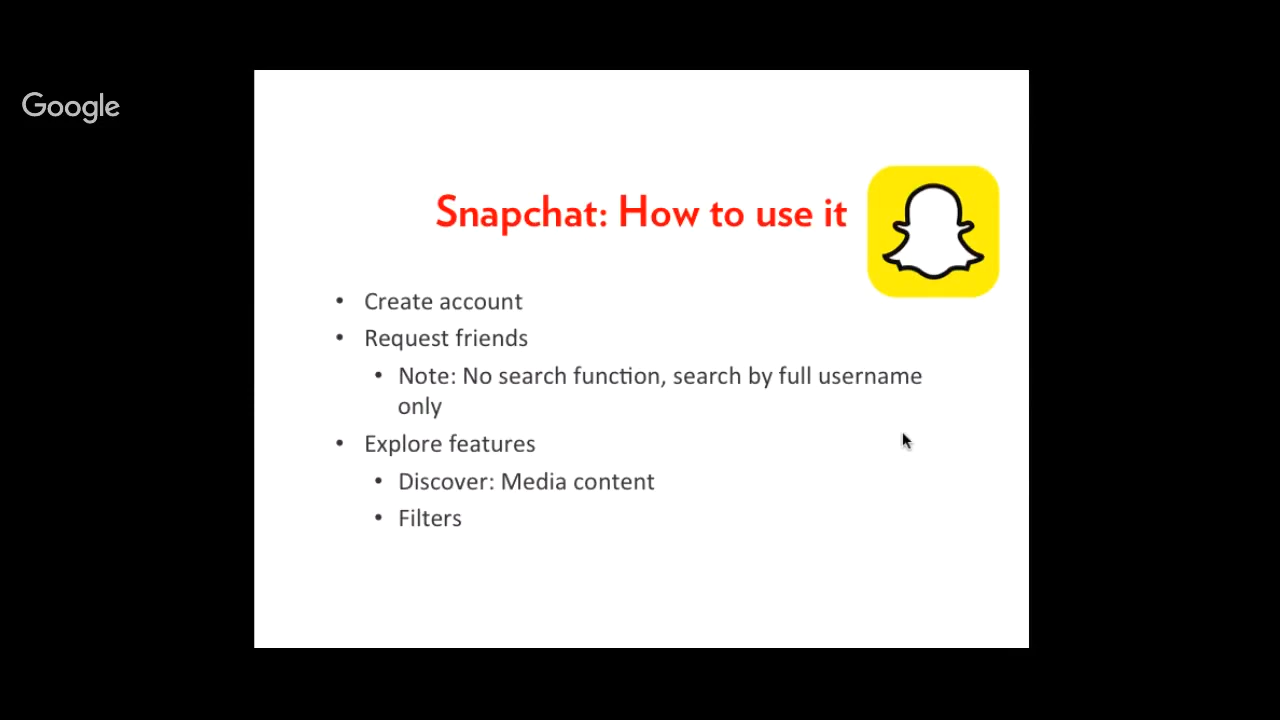 Google
Snapchat: How to use it
• Create account
• Request friends
• Note: No search function, search by full username
only
• Explore features
• Discover: Media content
• Filters